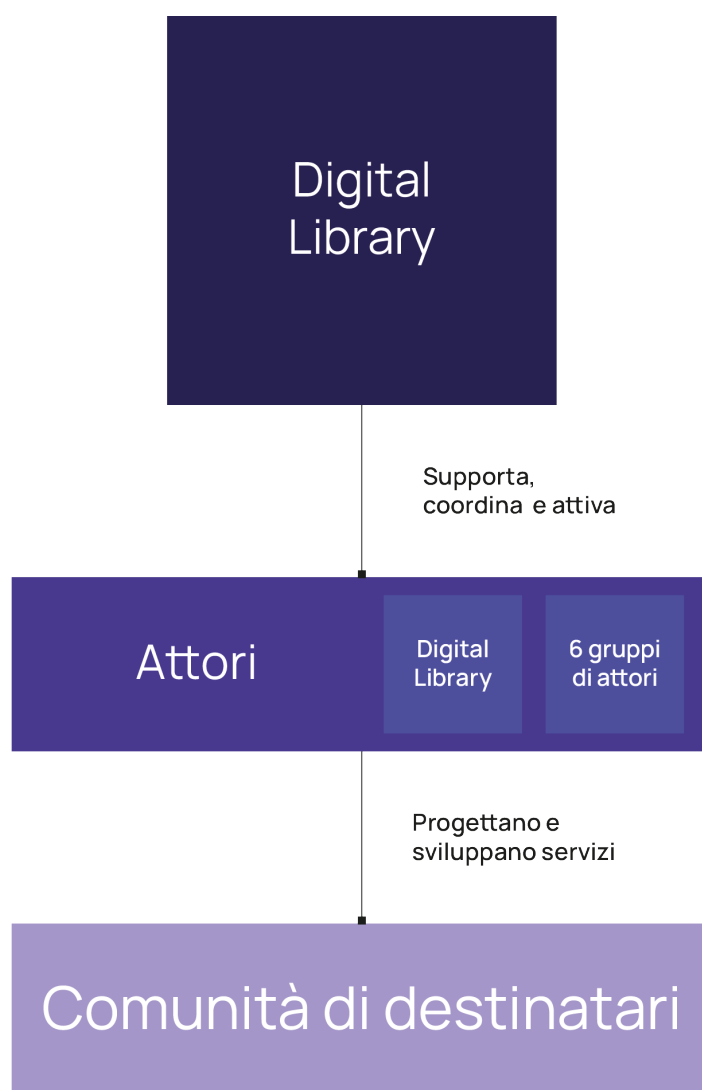 Digital
Library
Supporta,
coordina e attiva
Attori
Digital
Library
6 gruppi
di attori
Progettano e
sviluppano servizi
Comunità di destinatari